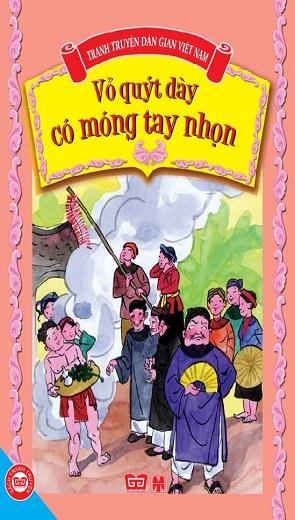 TRANH TRUYỆN DÂN GIAN VIỆT NAM
Vỏ quýt dày
có móng tay nhọn